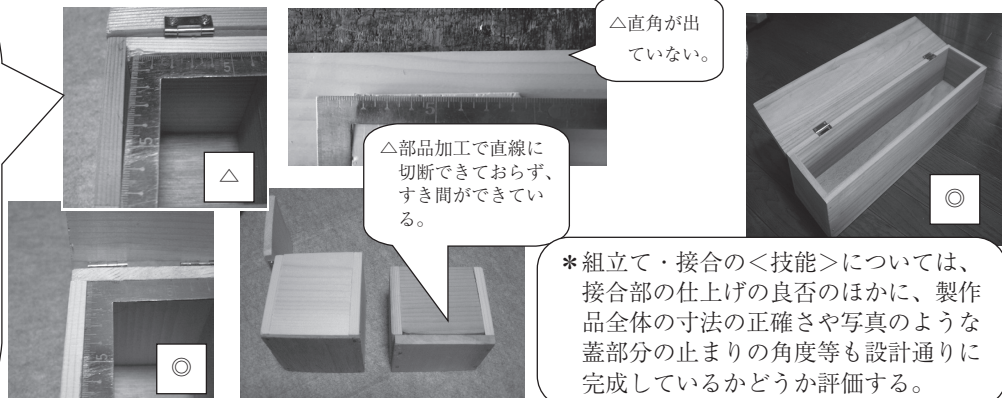 △直角が出
ていない。
△部品加工で直線に
切断できておらず、
すき間ができてい
る。
△
◎
◎
＊組立て・接合の＜技能＞については、
接合部の仕上げの良否のほかに、製作
品全体の寸法の正確さや写真のような
蓋部分の止まりの角度等も設計通りに
完成しているかどうか評価する。